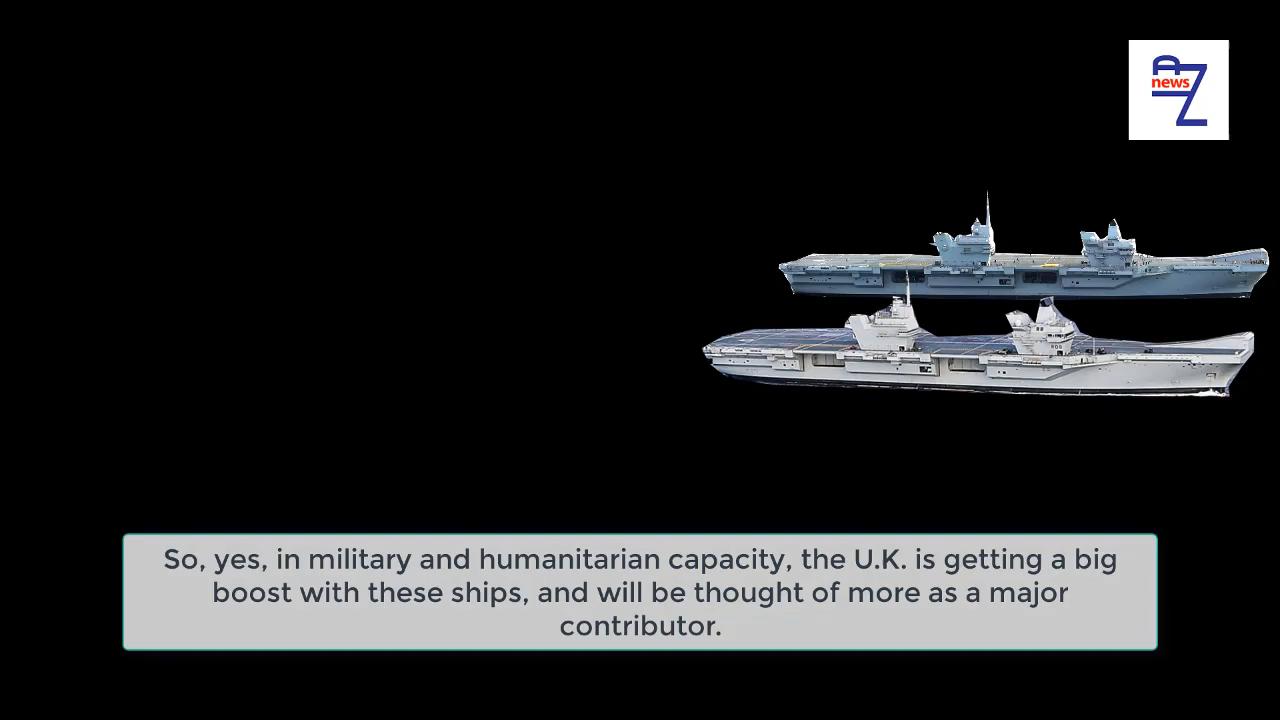 A
news
Z
So, yes, in military and humanitarian capacity, the U.K. is getting a big
boost with these ships, and will be thought of more as a major
contributor.